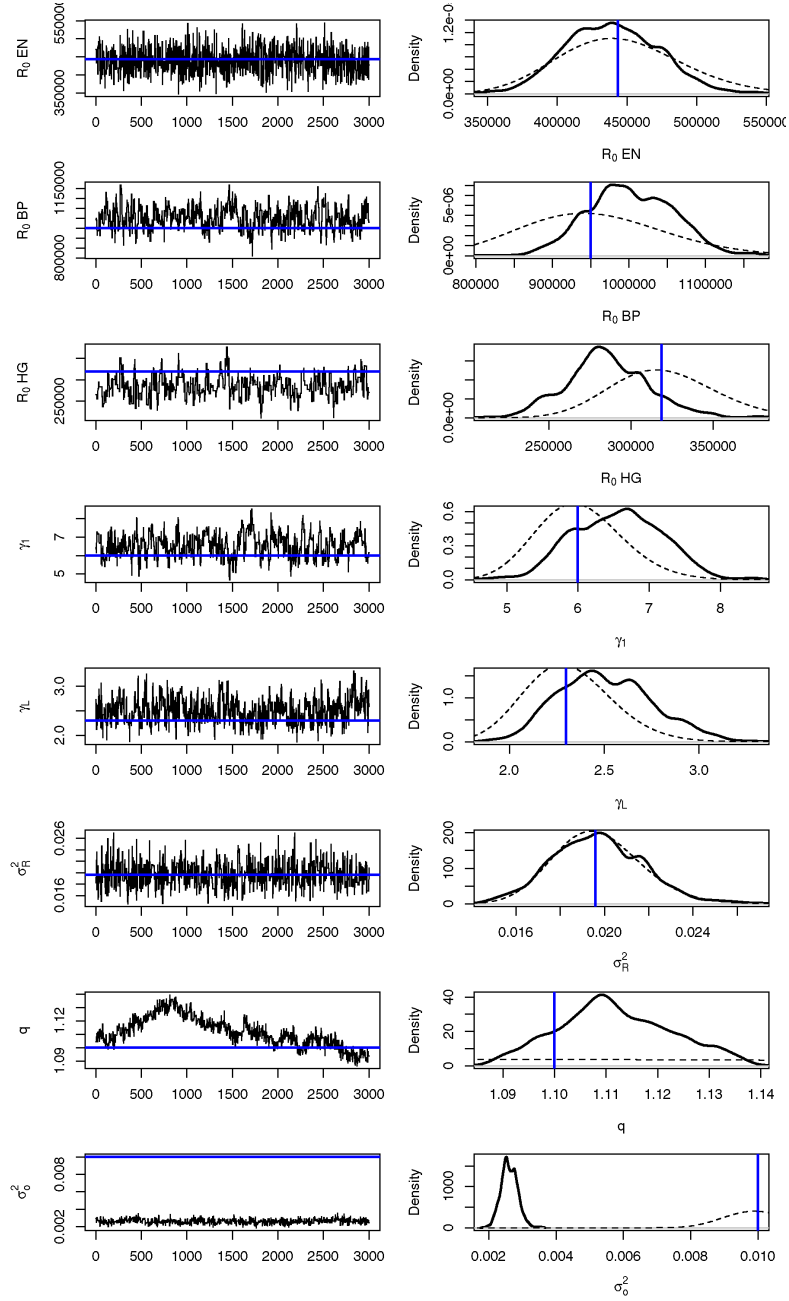 R₀ EN
350000 550000
0 500 1000 1500 2000 2500 3000
Density
0.0e+00
350000 400000 450000 500000
R₀ EN
R₀ BP
800000 1150000
0 500 1000 1500 2000 2500 3000
Density
0e+00 5e-06
800000 900000 1000000 1100000
R₀ BP
R₀ HG
250000
0 500 1000 1500 2000 2500 3000
Density
0.0e+00
250000 300000 350000
R₀ HG
γ₁
5 7
0 500 1000 1500 2000 2500 3000
Density
0.0 0.3 0.6
5 6 7 8
γ₁
γL
2.0 3.0
0 500 1000 1500 2000 2500 3000
Density
0.0 1.0
2.0 2.5 3.0
γL
σ²R
0.016 0.026
0 500 1000 1500 2000 2500 3000
Density
0 100 200
0.016 0.020 0.024
σ²R
q
1.09 1.12
0 500 1000 1500 2000 2500 3000
Density
0 20 40
1.09 1.10 1.11 1.12 1.13 1.14
q
σ²o
0.002 0.008
0 500 1000 1500 2000 2500 3000
Density
0 1000
0.002 0.004 0.006 0.008 0.010
σ²o